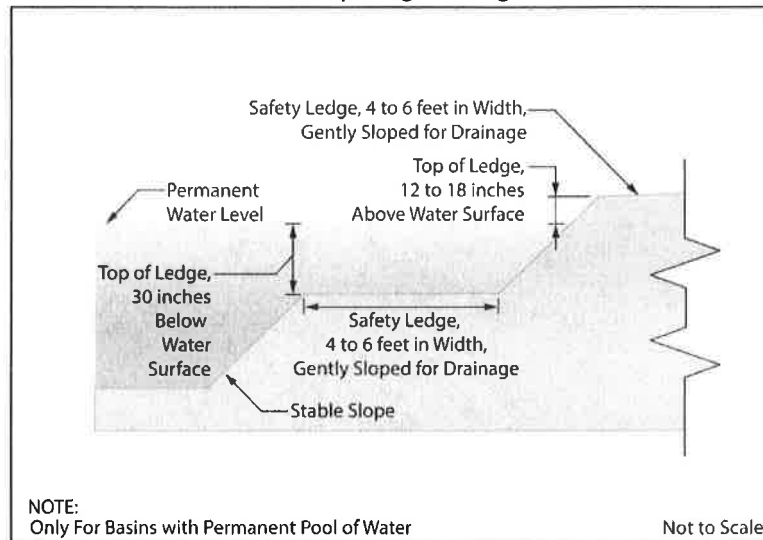 Safety Ledge, 4 to 6 feet in Width,
Gently Sloped for Drainage
Top of Ledge,
12 to 18 inches
Above Water Surface
Permanent
Water Level
Top of Ledge,
30 inches
Below
Water
Surface
Safety Ledge,
4 to 6 feet in Width,
Gently Sloped for Drainage
Stable Slope
NOTE:
Only For Basins with Permanent Pool of Water
Not to Scale